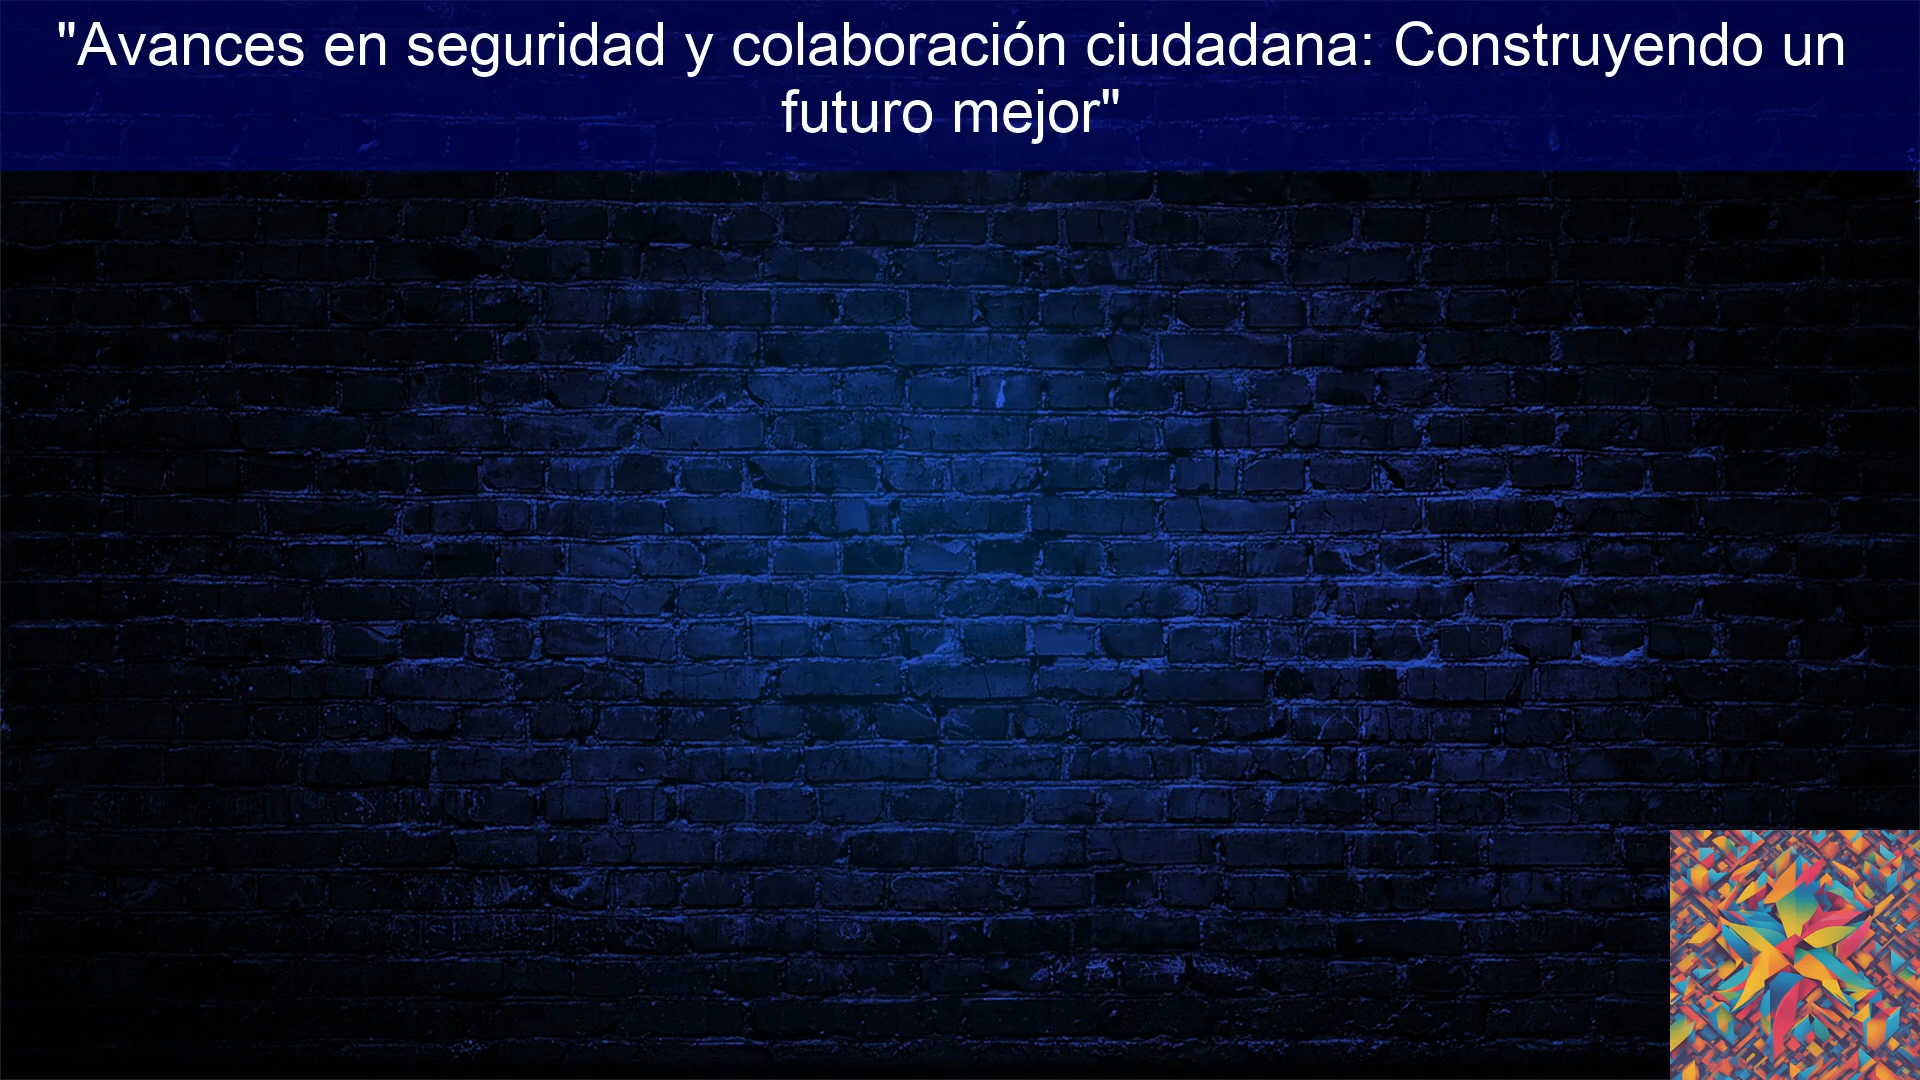 "Avances en seguridad y colaboración ciudadana: Construyendo un
futuro mejor"